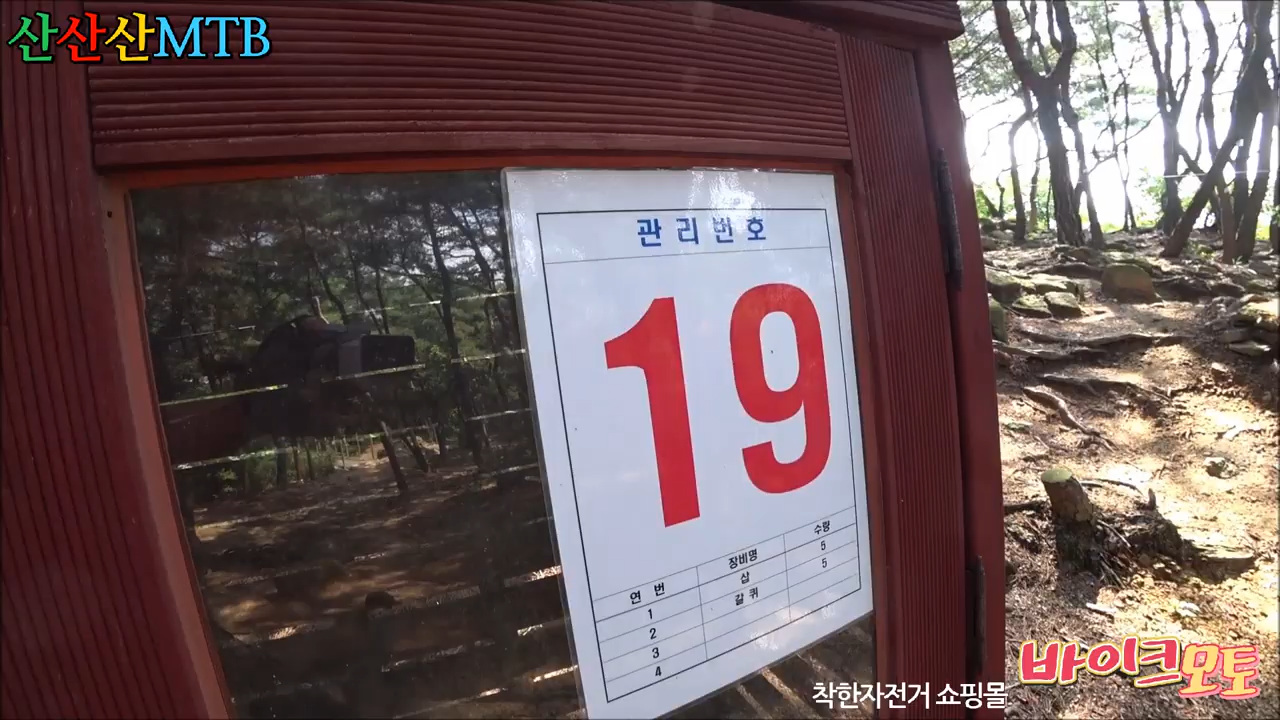 산산산MTB
관리번호
19
연 번 장비명 수량
1 삽 5
2 갈 퀴 5
3
4
착한자전거 쇼핑몰
바이크모토